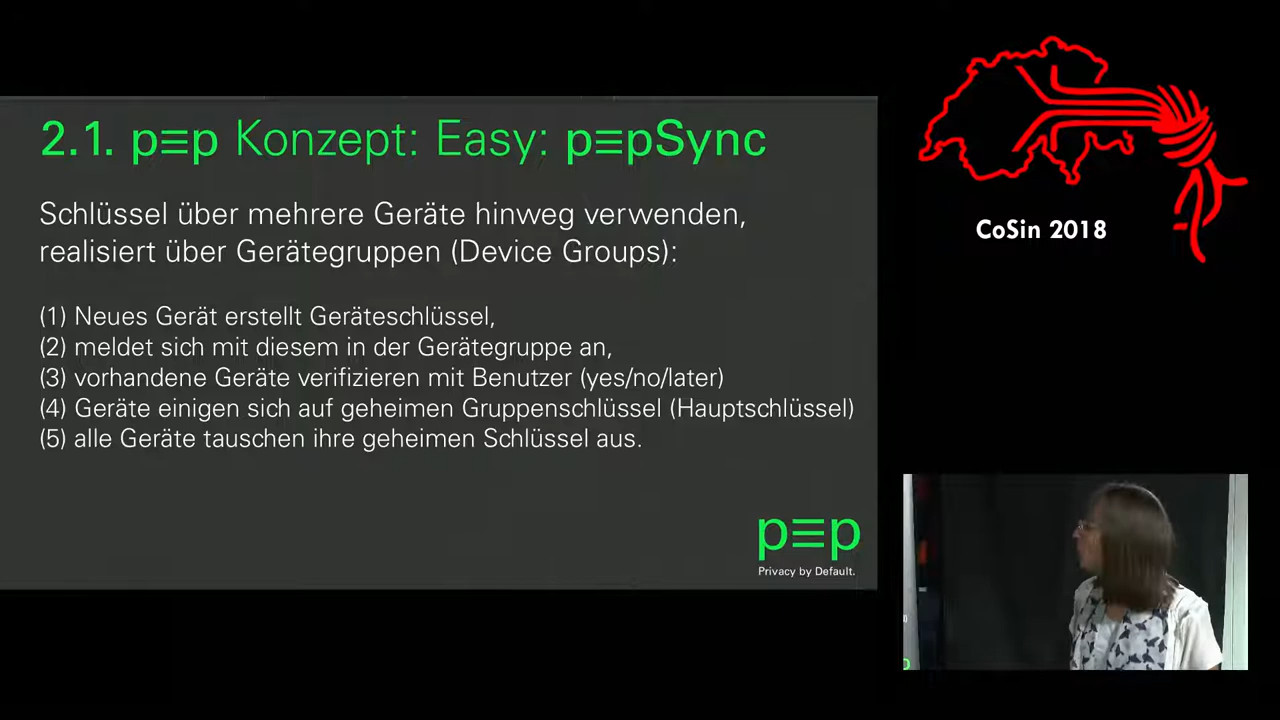 2.1. p≡p Konzept: Easy: p≡pSync
Schlüssel über mehrere Geräte hinweg verwenden,
realisiert über Gerätegruppen (Device Groups):
(1) Neues Gerät erstellt Geräteschlüssel,
(2) meldet sich mit diesem in der Gerätegruppe an,
(3) vorhandene Geräte verifizieren mit Benutzer (yes/no/later)
(4) Geräte einigen sich auf geheimen Gruppenschlüssel (Hauptschlüssel)
(5) alle Geräte tauschen ihre geheimen Schlüssel aus.
p≡p
Privacy by Default.
CoSin 2018